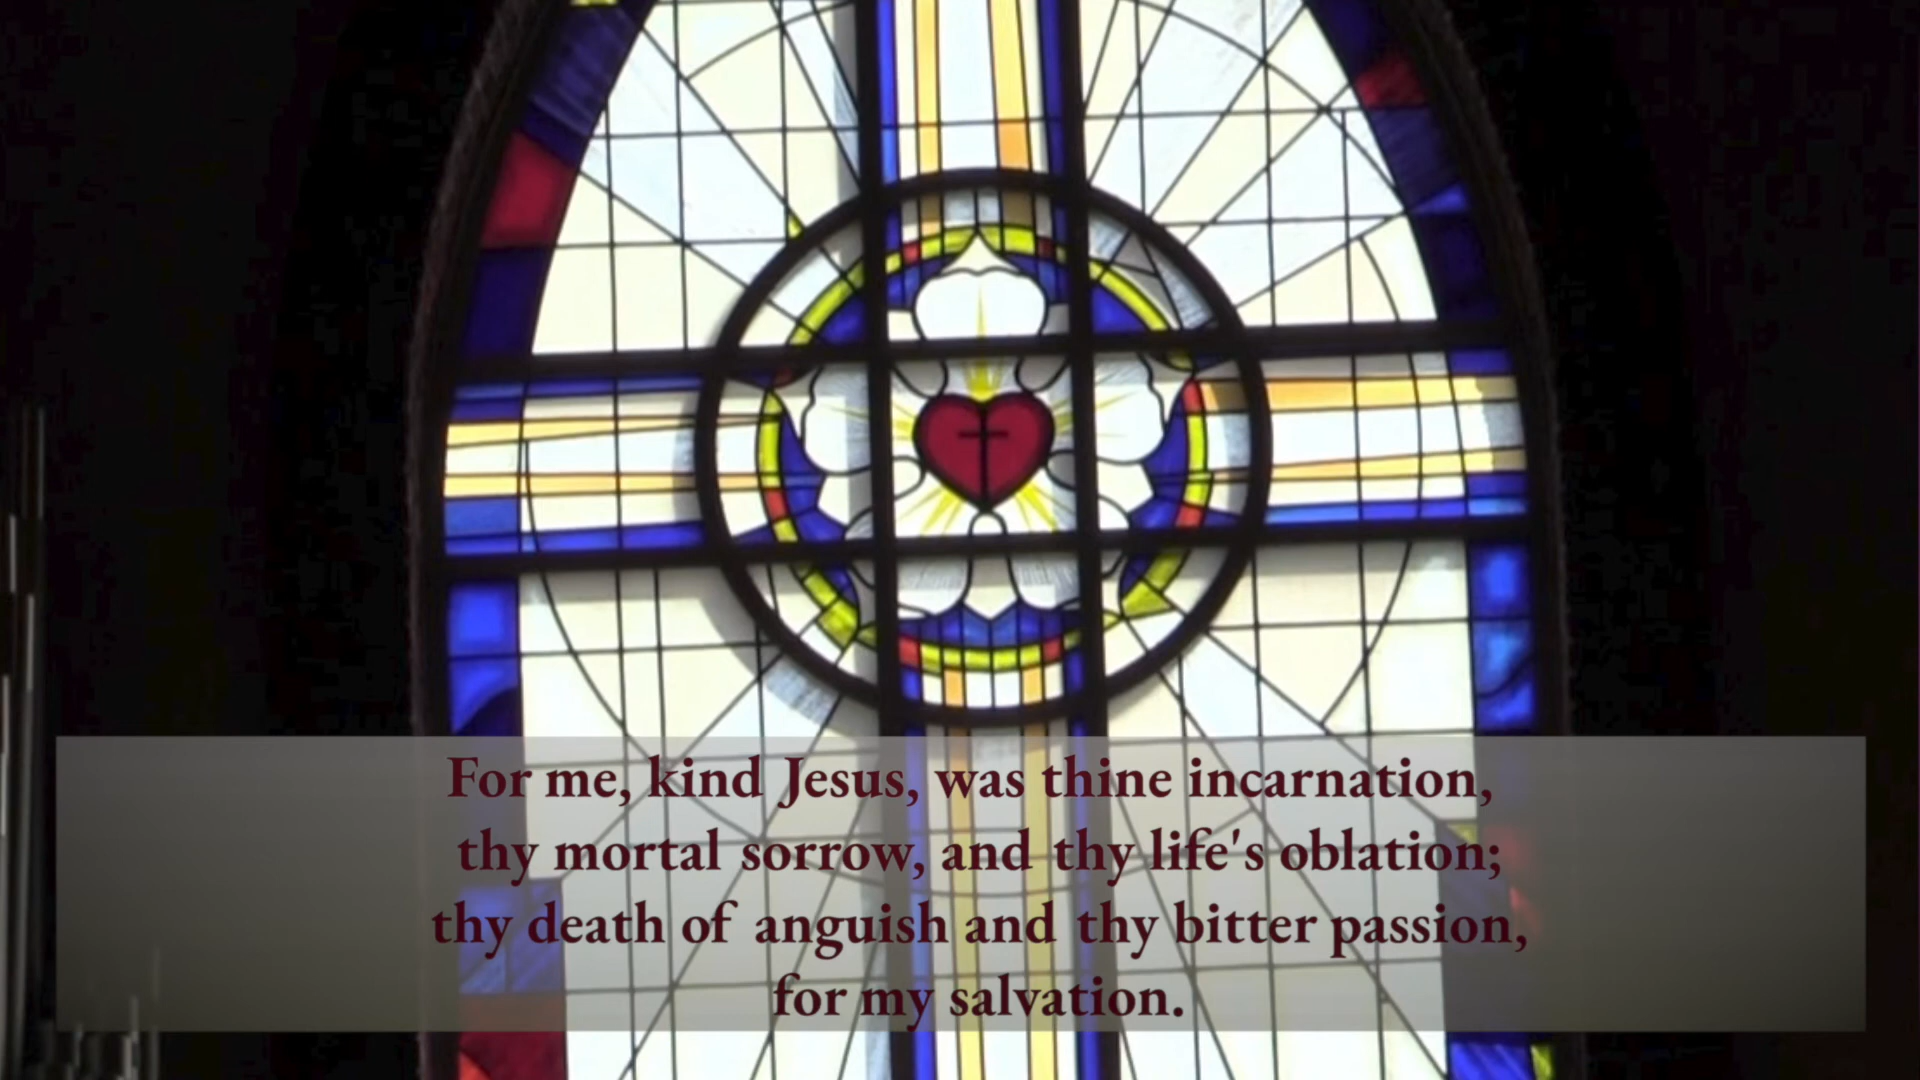 For me, kind Jesus, was thine incarnation,
thy mortal sorrow, and thy life's oblation;
thy death of anguish and thy bitter passion,
for my salvation.